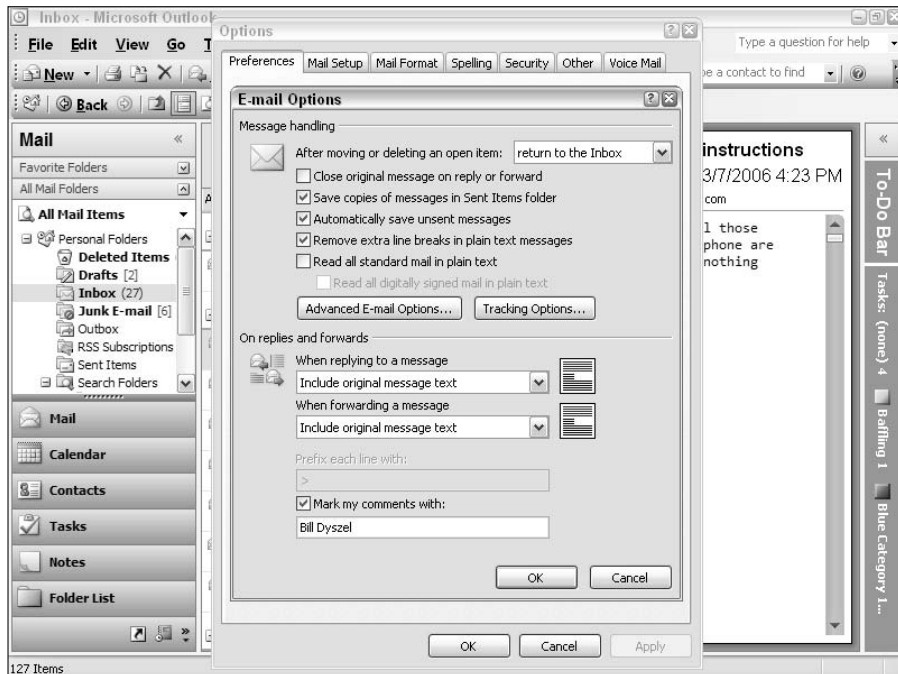 Inbox - Microsoft Outlook
File Edit View Go T
Type a question for help
New
pe a contact to find
Back
Mail
Favorite Folders
All Mail Folders
All Mail Items
Personal Folders
Deleted Items
Drafts [2]
Inbox (27)
Junk E-mail [6]
Outbox
RSS Subscriptions
Sent Items
Search Folders
Mail
Calendar
Contacts
Tasks
Notes
Folder List
127 Items
A
Options
Preferences Mail Setup Mail Format Spelling Security Other Voice Mail
E-mail Options
Message handling
After moving or deleting an open item: return to the Inbox
Close original message on reply or forward
Save copies of messages in Sent Items folder
Automatically save unsent messages
Remove extra line breaks in plain text messages
Read all standard mail in plain text
Read all digitally signed mail in plain text
Advanced E-mail Options... Tracking Options...
On replies and forwards
When replying to a message
Include original message text
When forwarding a message
Include original message text
Prefix each line with:
>
Mark my comments with:
Bill Dyszel
OK Cancel
OK Cancel Apply
instructions
3/7/2006 4:23 PM
com
l those
phone are
nothing
To-Do Bar
Tasks: (none) 4 Baffling 1 Blue Category 1...